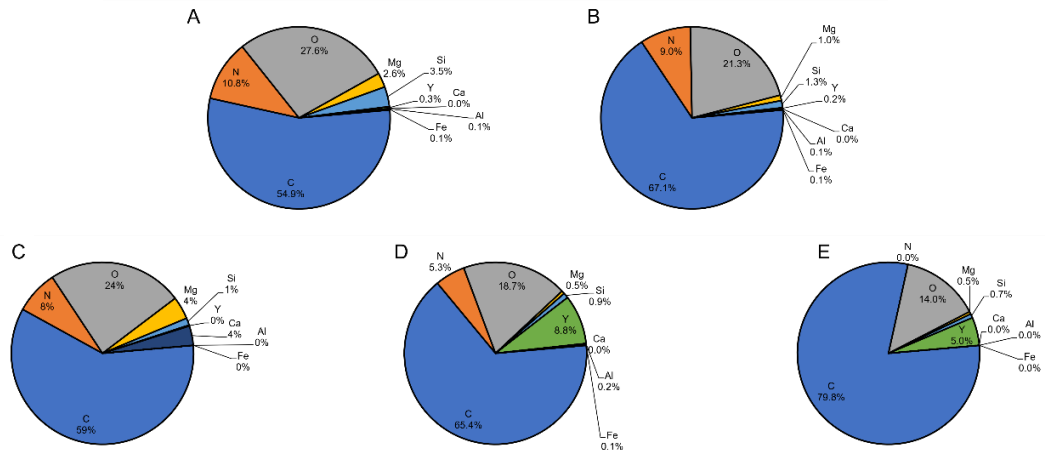 A
O
27.6%
N
10.8%
Mg
2.6%
Si
3.5%
Y
0.3%
Ca
0.0%
Al
0.1%
Fe
0.1%
C
54.9%
B
N
9.0%
O
21.3%
Mg
1.0%
Si
1.3%
Y
0.2%
Ca
0.0%
Al
0.1%
Fe
0.1%
C
67.1%
C
O
24%
N
8%
Mg
4%
Si
1%
Y
0%
Ca
4%
Al
0%
Fe
0%
C
59%
D
N
5.3%
O
18.7%
Mg
0.5%
Si
0.9%
Y
8.8%
Ca
0.0%
Al
0.2%
Fe
0.1%
C
65.4%
E
N
0.0%
O
14.0%
Mg
0.5%
Si
0.7%
Y
5.0%
Ca
0.0%
Al
0.0%
Fe
0.0%
C
79.8%